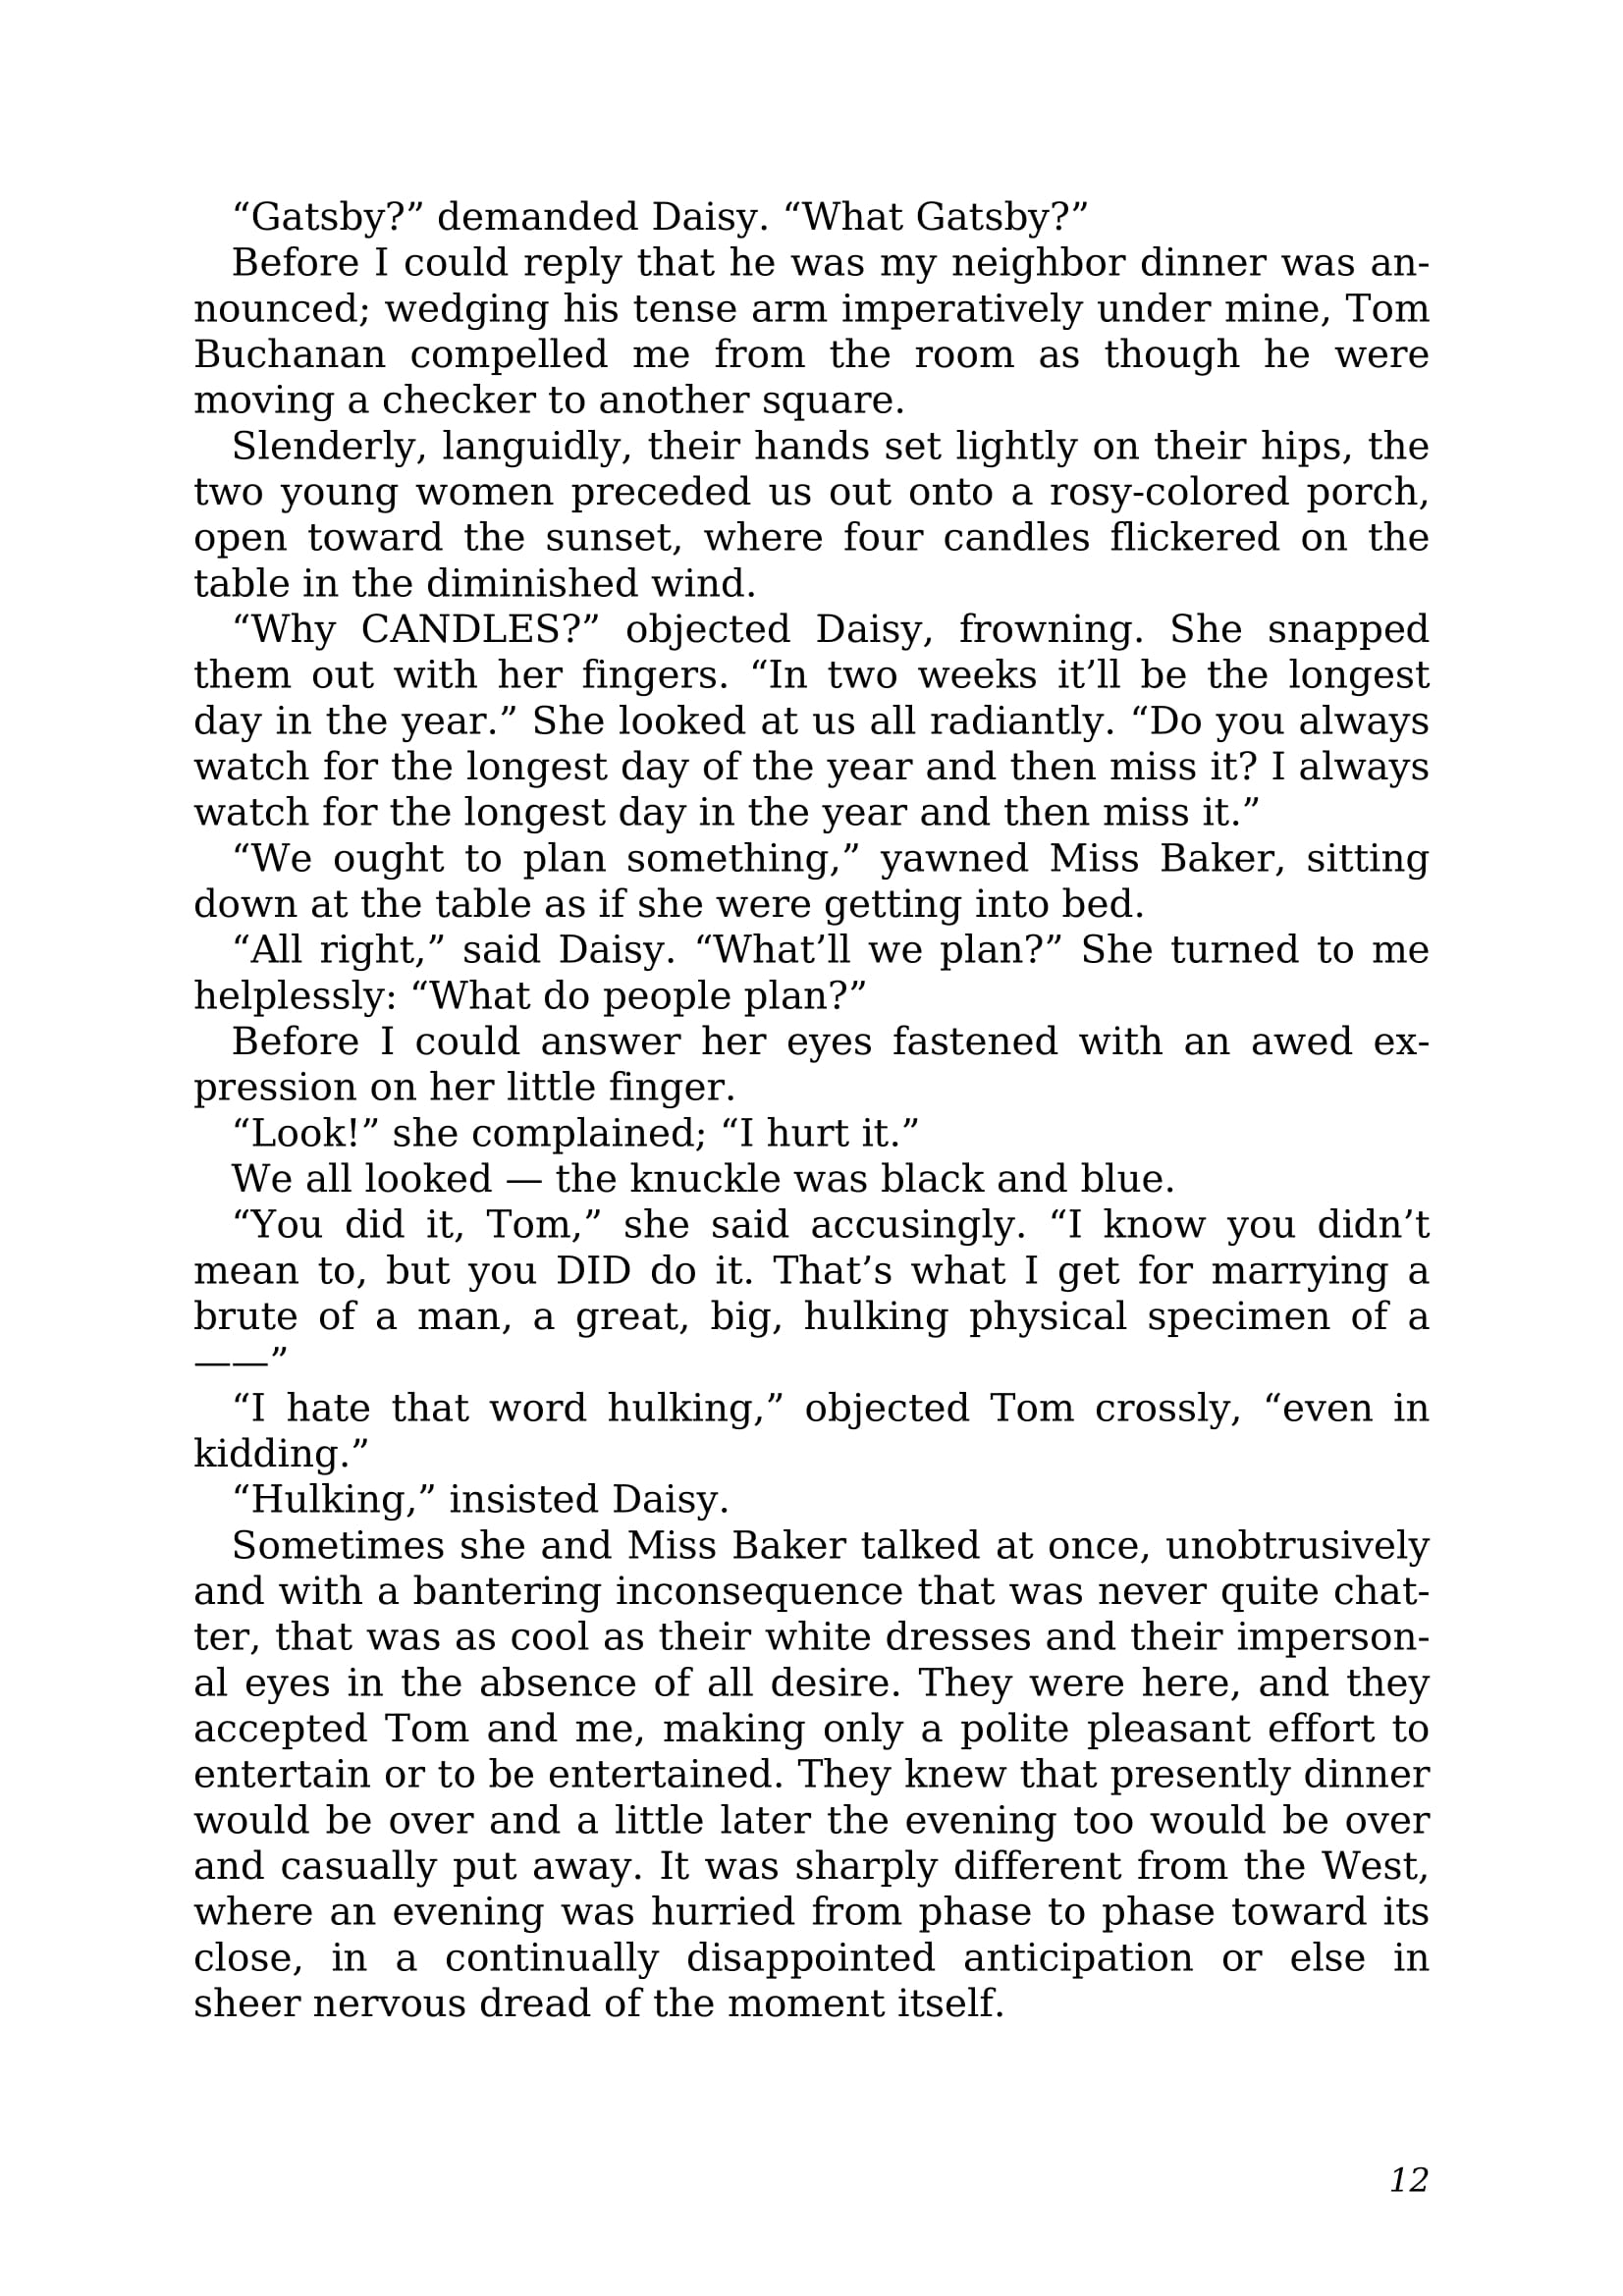 “Gatsby?” demanded Daisy. “What Gatsby?”
Before I could reply that he was my neighbor dinner was an-
nounced; wedging his tense arm imperatively under mine, Tom
Buchanan compelled me from the room as though he were
moving a checker to another square.
Slenderly, languidly, their hands set lightly on their hips, the
two young women preceded us out onto a rosy-colored porch,
open toward the sunset, where four candles flickered on the
table in the diminished wind.
“Why CANDLES?” objected Daisy, frowning. She snapped
them out with her fingers. “In two weeks it’ll be the longest
day in the year.” She looked at us all radiantly. “Do you always
watch for the longest day of the year and then miss it? I always
watch for the longest day in the year and then miss it.”
“We ought to plan something,” yawned Miss Baker, sitting
down at the table as if she were getting into bed.
“All right,” said Daisy. “What’ll we plan?” She turned to me
helplessly: “What do people plan?”
Before I could answer her eyes fastened with an awed ex-
pression on her little finger.
“Look!” she complained; “I hurt it.”
We all looked — the knuckle was black and blue.
“You did it, Tom,” she said accusingly. “I know you didn’t
mean to, but you DID do it. That’s what I get for marrying a
brute of a man, a great, big, hulking physical specimen of a
——”
“I hate that word hulking,” objected Tom crossly, “even in
kidding.”
“Hulking,” insisted Daisy.
Sometimes she and Miss Baker talked at once, unobtrusively
and with a bantering inconsequence that was never quite chat-
ter, that was as cool as their white dresses and their imperson-
al eyes in the absence of all desire. They were here, and they
accepted Tom and me, making only a polite pleasant effort to
entertain or to be entertained. They knew that presently dinner
would be over and a little later the evening too would be over
and casually put away. It was sharply different from the West,
where an evening was hurried from phase to phase toward its
close, in a continually disappointed anticipation or else in
sheer nervous dread of the moment itself.
12